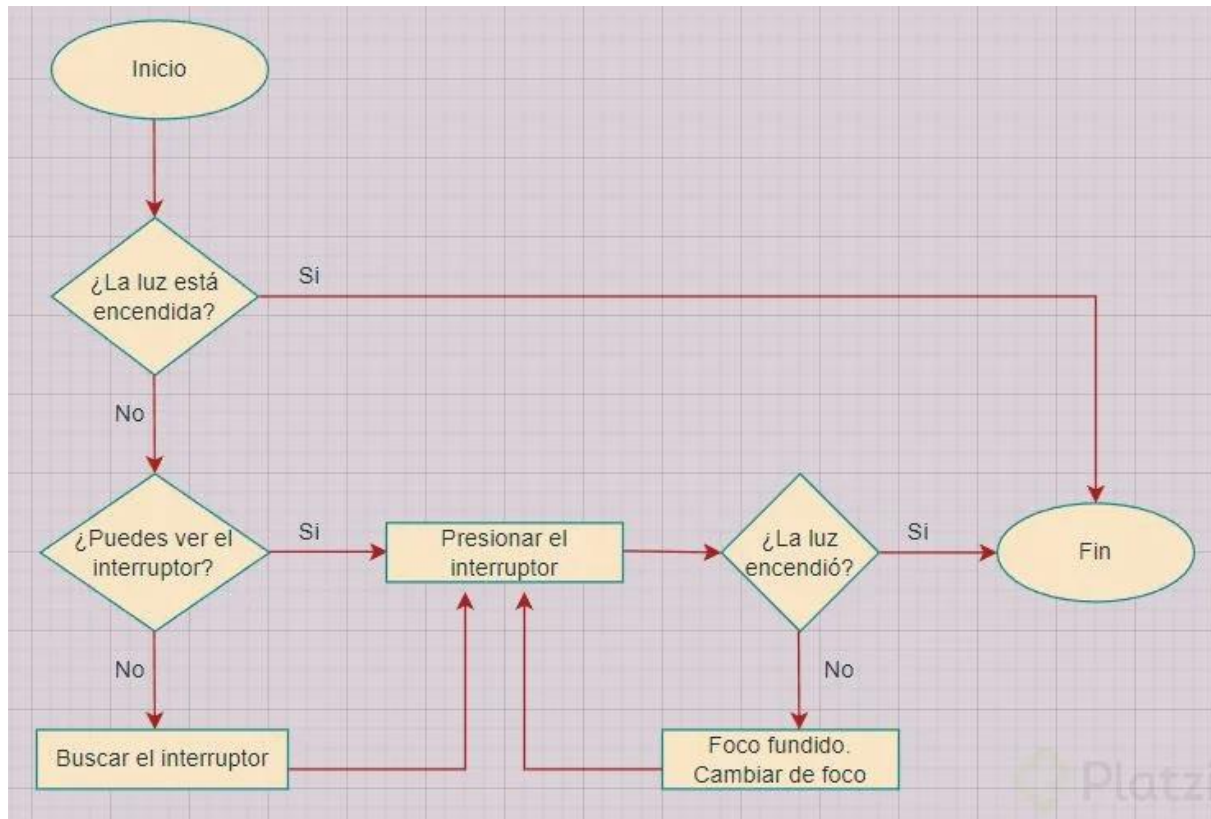 Inicio
¿La luz está
encendida?
Si
No
¿Puedes ver el
interruptor?
Si
Presionar el
interruptor
¿La luz
encendió?
Si
Fin
No
No
Buscar el interruptor
Foco fundido.
Cambiar de foco
Platzi